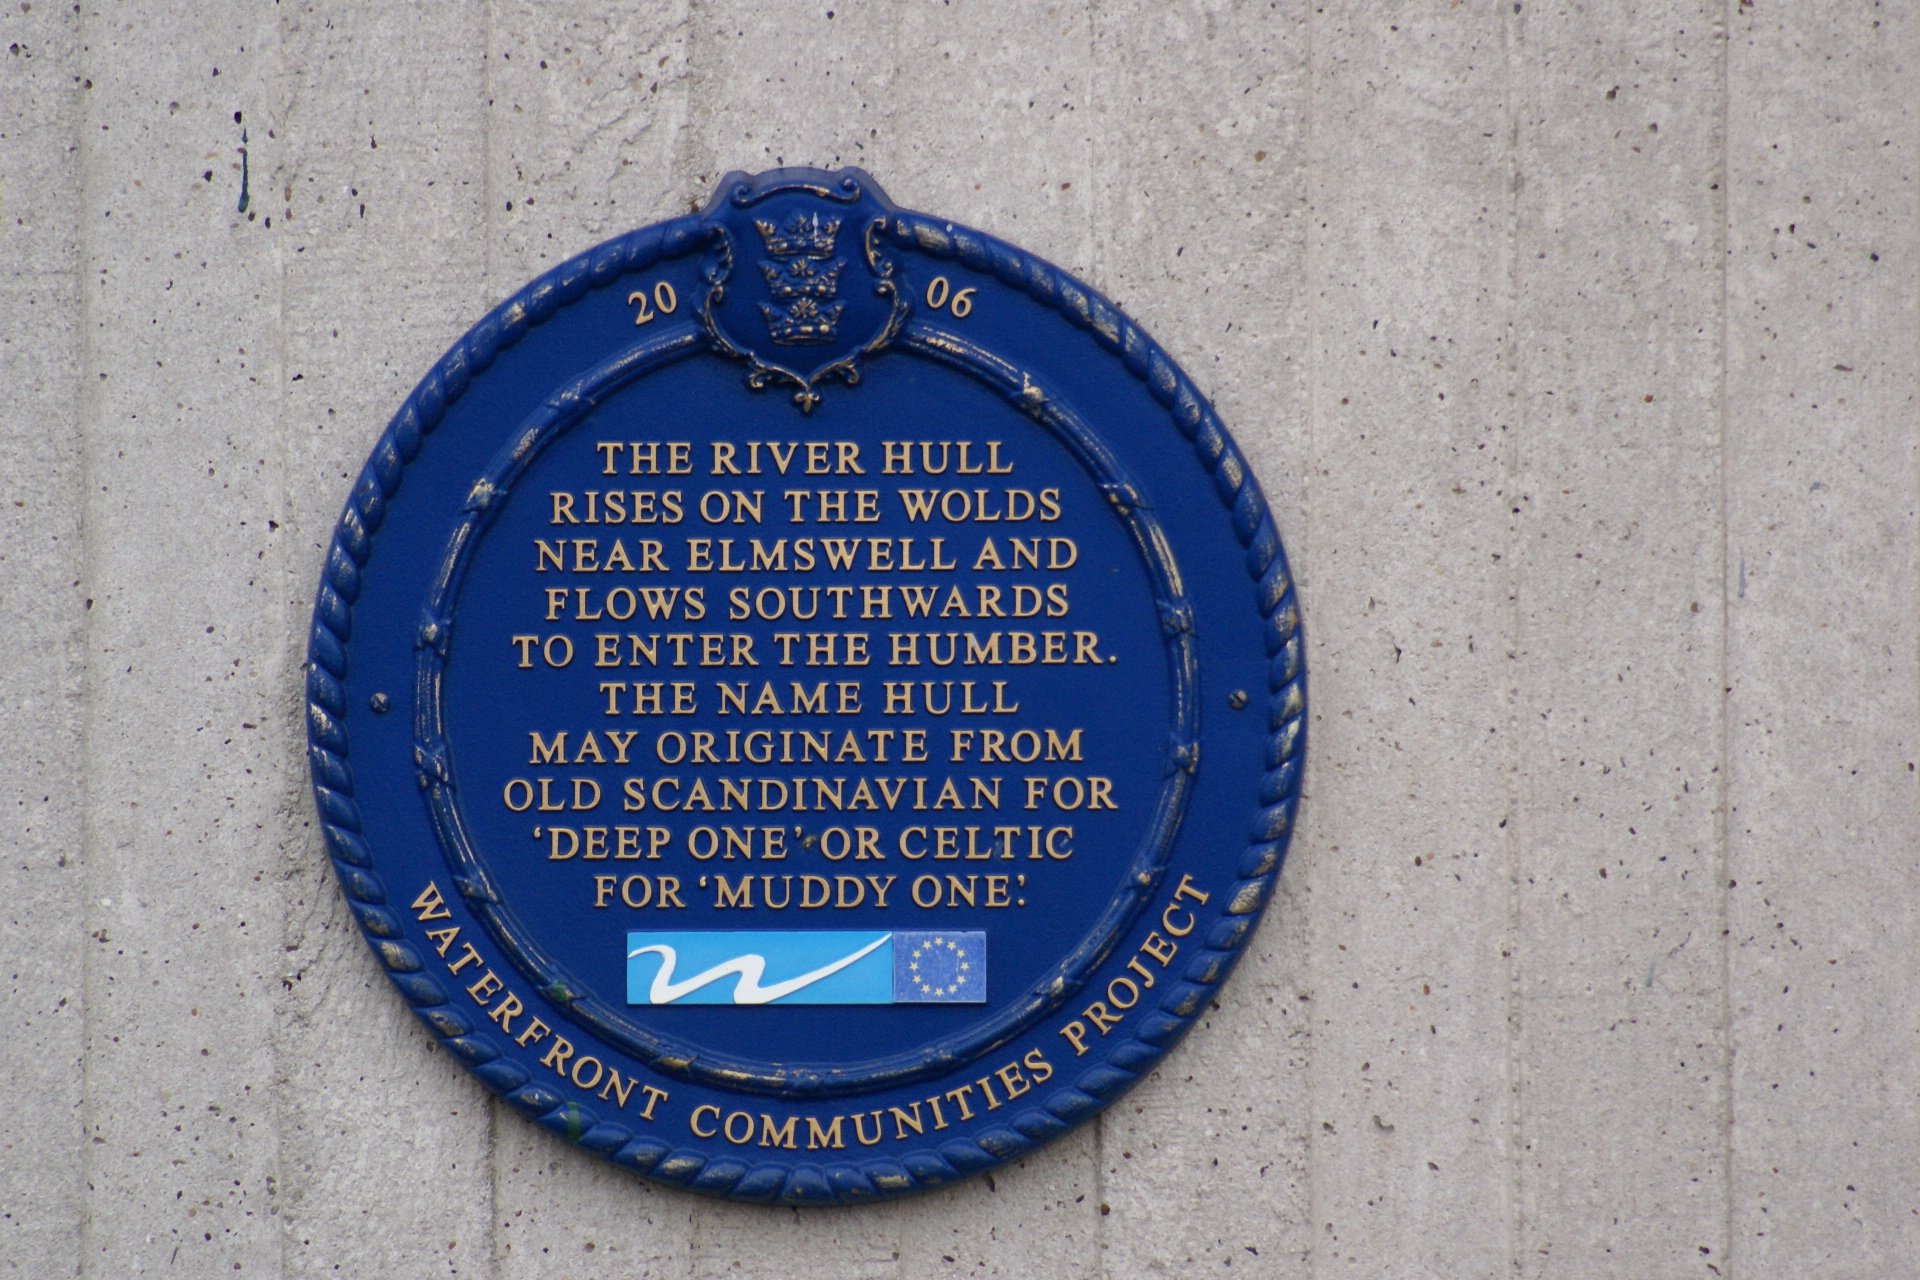 20 06
THE RIVER HULL
RISES ON THE WOLDS
NEAR ELMSWELL AND
FLOWS SOUTHWARDS
TO ENTER THE HUMBER.
THE NAME HULL
MAY ORIGINATE FROM
OLD SCANDINAVIAN FOR
‘DEEP ONE’ OR CELTIC
FOR ‘MUDDY ONE’.
WATERFRONT COMMUNITIES PROJECT